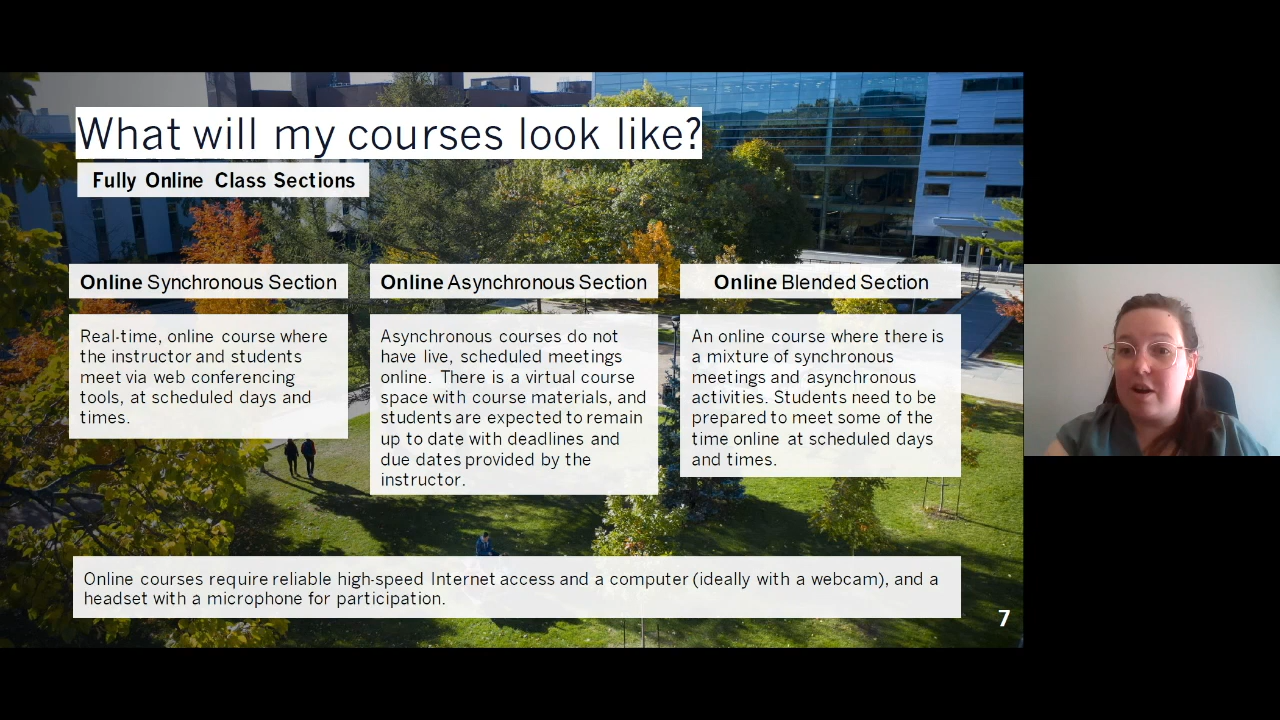 What will my courses look like?
Fully Online Class Sections
Online Synchronous Section
Real-time, online course where
the instructor and students
meet via web conferencing
tools, at scheduled days and
times.
Online Asynchronous Section
Asynchronous courses do not
have live, scheduled meetings
online. There is a virtual course
space with course materials, and
students are expected to remain
up to date with deadlines and
due dates provided by the
instructor.
Online Blended Section
An online course where there is
a mixture of synchronous
meetings and asynchronous
activities. Students need to be
prepared to meet some of the
time online at scheduled days
and times.
Online courses require reliable high-speed Internet access and a computer (ideally with a webcam), and a
headset with a microphone for participation.
7